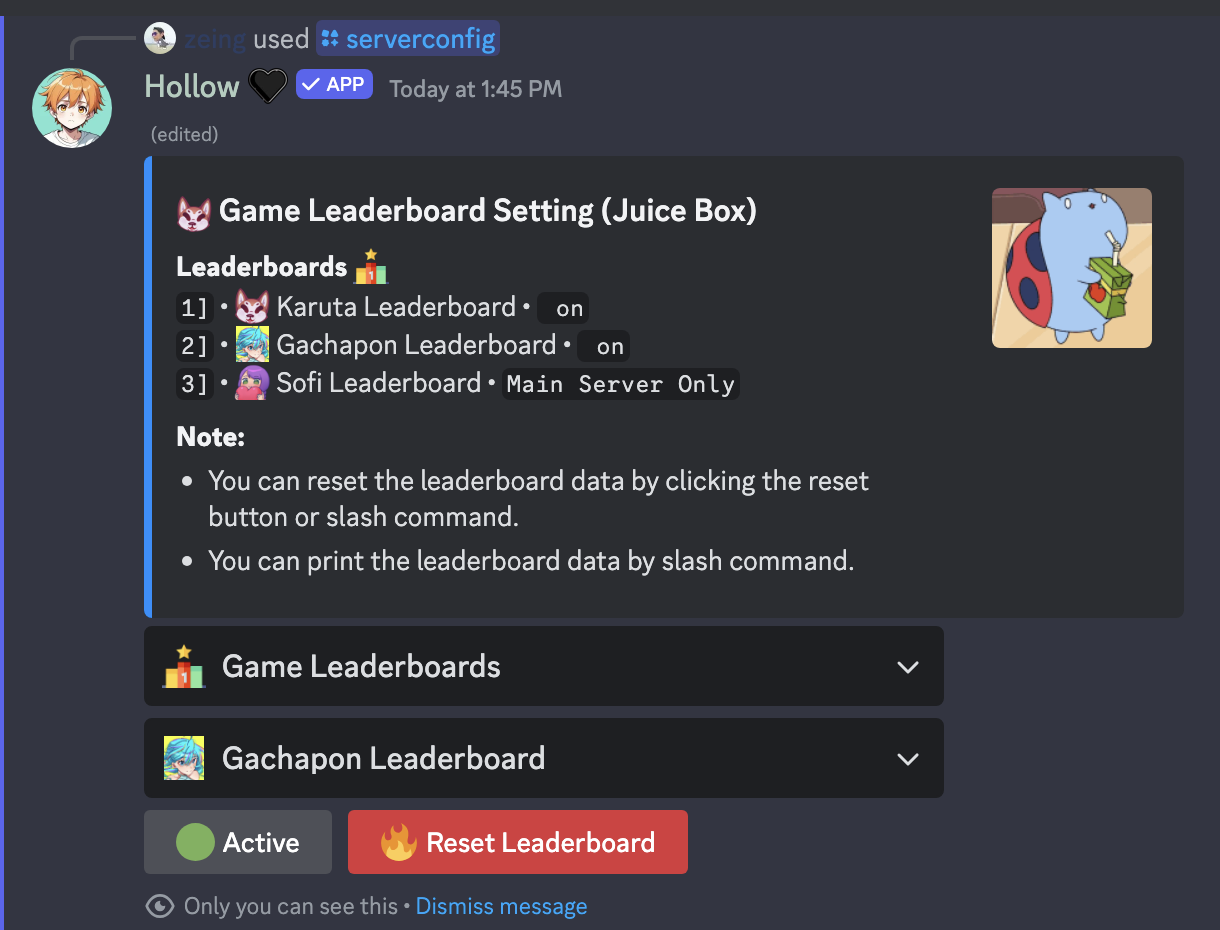 zeing used serverconfig
Hollow 🖤 APP Today at 1:45 PM
(edited)
Game Leaderboard Setting (Juice Box)
Leaderboards
1] • Karuta Leaderboard • on
2] • Gachapon Leaderboard • on
3] • Sofi Leaderboard • Main Server Only
Note:
• You can reset the leaderboard data by clicking the reset
button or slash command.
• You can print the leaderboard data by slash command.
Game Leaderboards
Gachapon Leaderboard
Active Reset Leaderboard
Only you can see this • Dismiss message